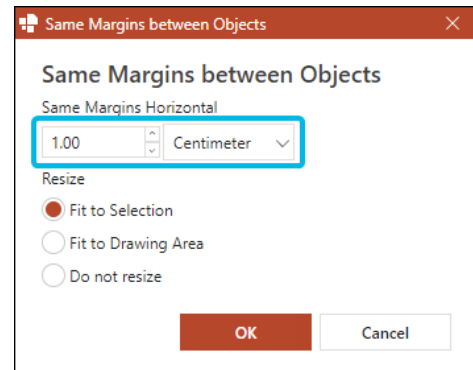 Same Margins between Objects
Same Margins between Objects
Same Margins Horizontal
1.00 Centimeter
Resize
Fit to Selection
Fit to Drawing Area
Do not resize
OK Cancel